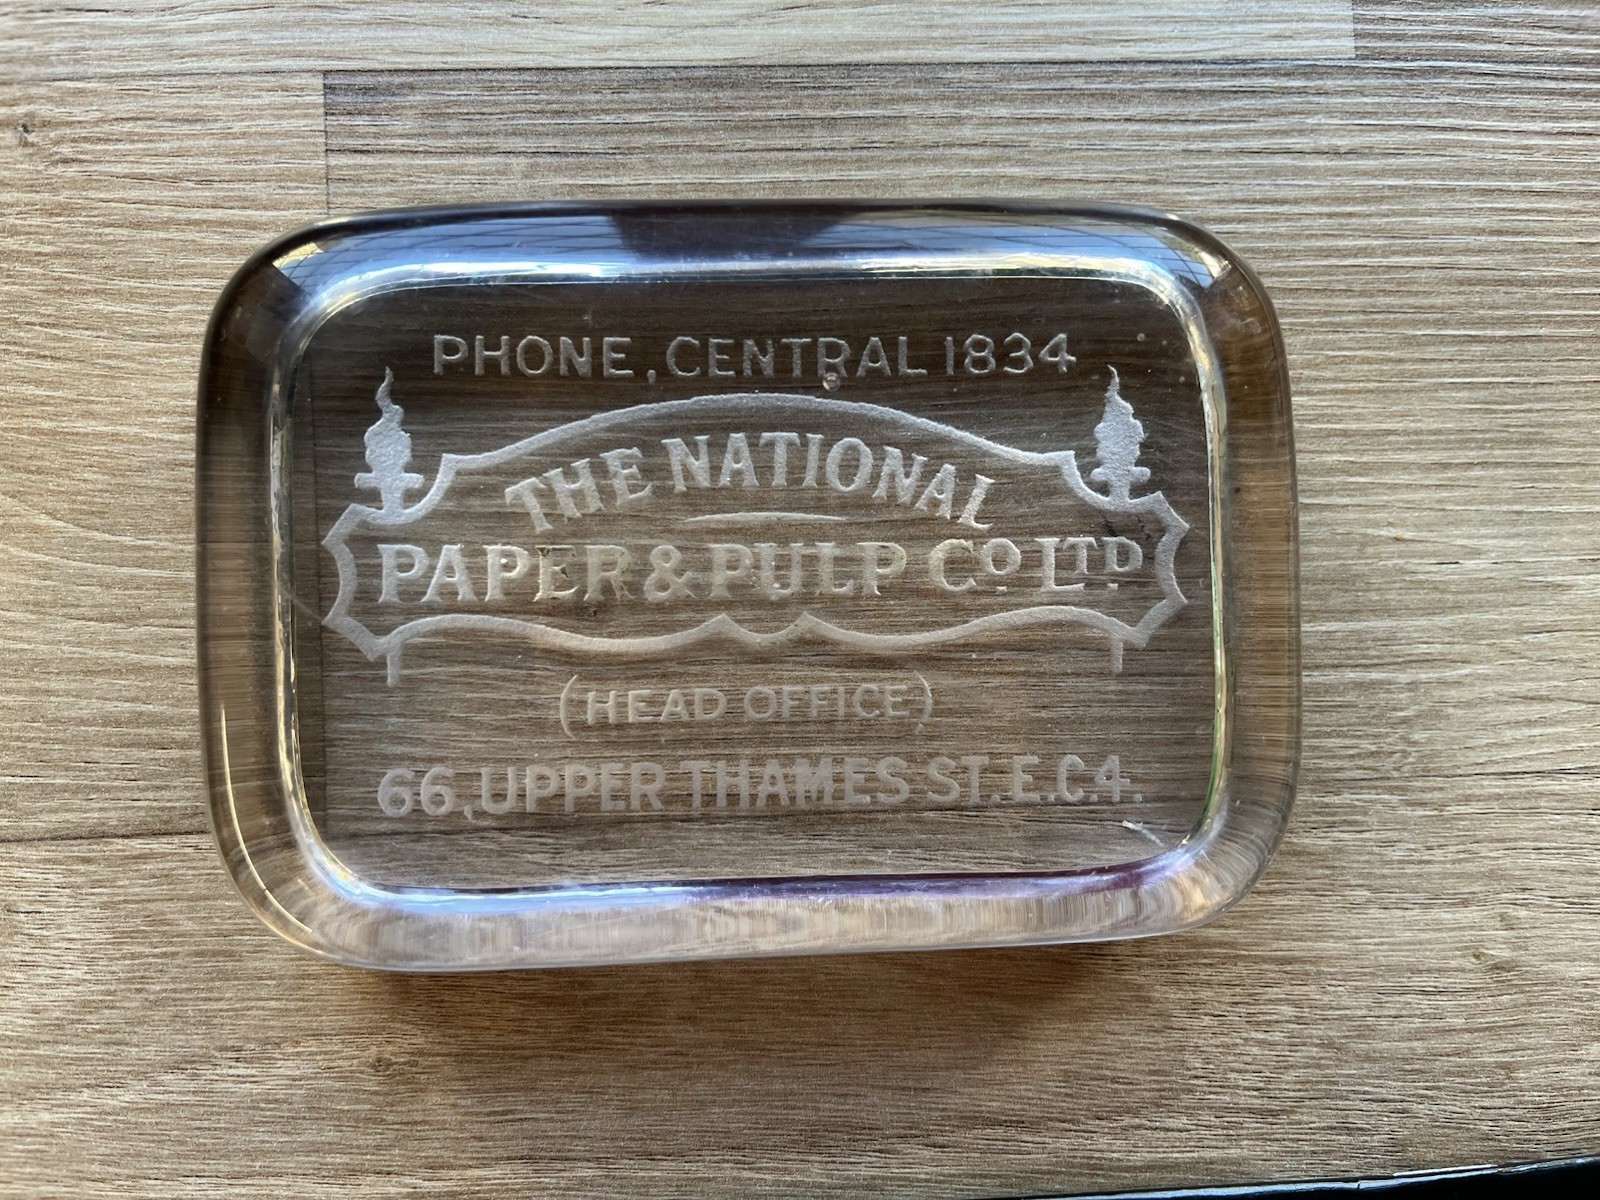 PHONE, CENTRAL 1834
THE NATIONAL
PAPER & PULP CO. LTD.
(HEAD OFFICE)
66, UPPER THAMES ST. E.C.4.